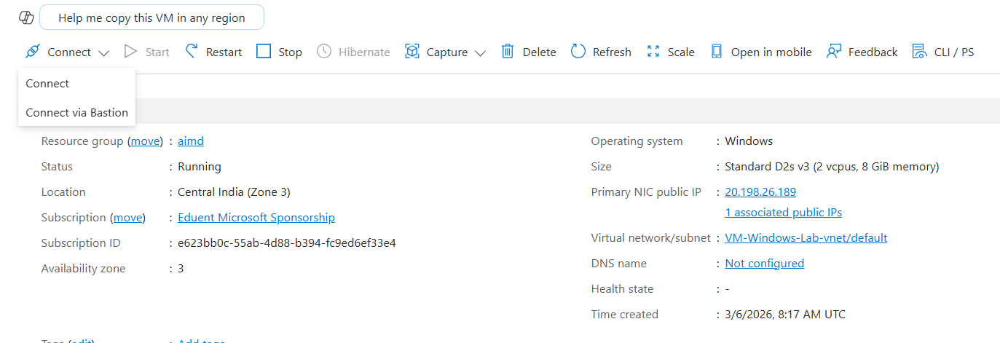 Help me copy this VM in any region
Connect Start Restart Stop Hibernate Capture Delete Refresh Scale Open in mobile Feedback CLI / PS
Connect
Connect via Bastion
Resource group (move) : aimd
Status : Running
Location : Central India (Zone 3)
Subscription (move) : Eduent Microsoft Sponsorship
Subscription ID : e623bb0c-55ab-4d88-b394-fc9ed6ef33e4
Availability zone : 3
Operating system : Windows
Size : Standard D2s v3 (2 vcpus, 8 GiB memory)
Primary NIC public IP : 20.198.26.189
1 associated public IPs
Virtual network/subnet : VM-Windows-Lab-vnet/default
DNS name : Not configured
Health state : -
Time created : 3/6/2026, 8:17 AM UTC
Tags (edit) : Add tags